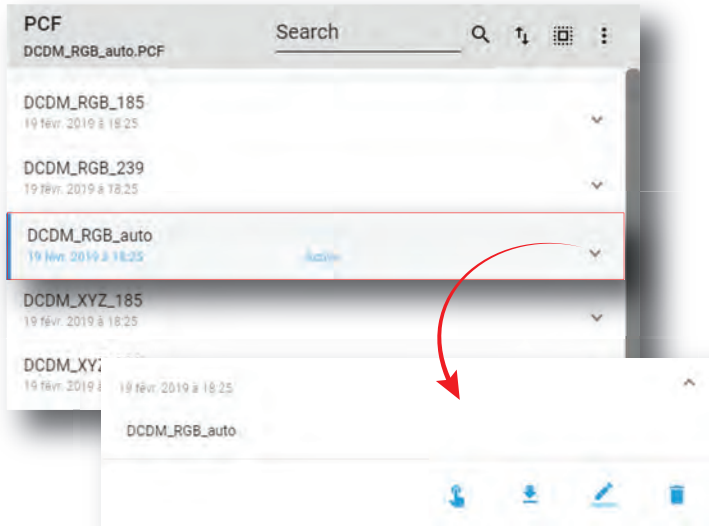 PCF
Search
DCDM_RGB_auto.PCF
DCDM_RGB_185
19 févr. 2019 à 18:25
DCDM_RGB_239
19 févr. 2019 à 18:25
DCDM_RGB_auto
19 févr. 2019 à 18:25
Active
DCDM_XYZ_185
19 févr. 2019 à 18:25
DCDM_XYZ
19 févr. 2019 à
19 févr. 2019 à 18:25
DCDM_RGB_auto